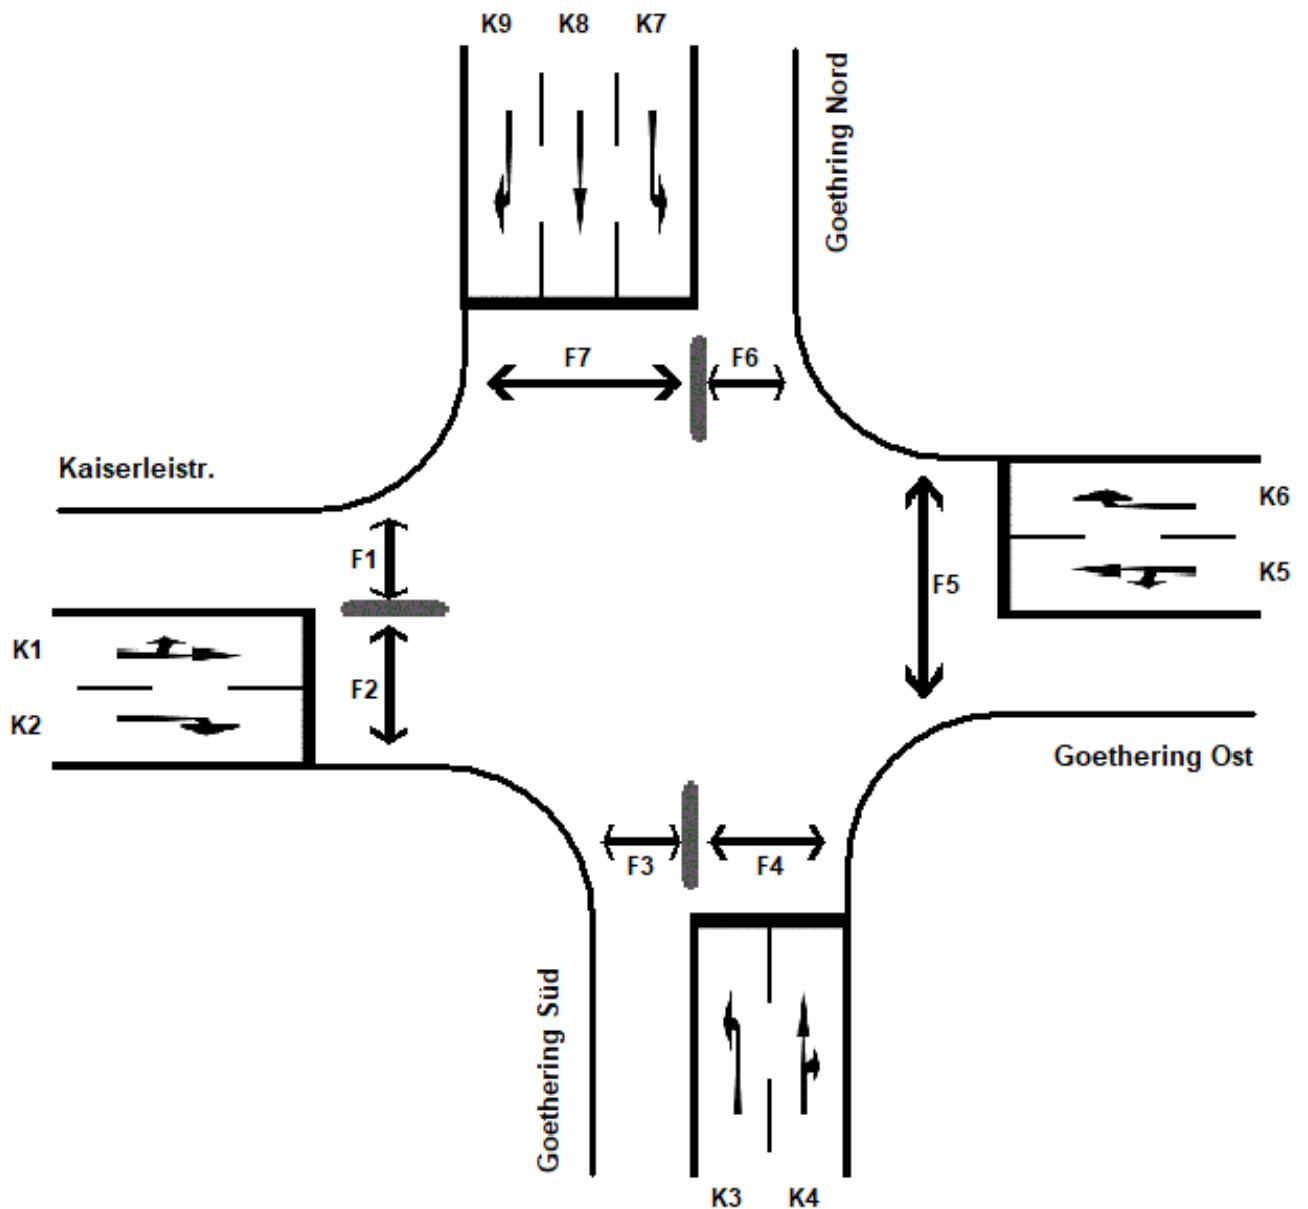 K9 K8 K7
Goethring Nord
F7 F6
Kaiserleistr.
K6
F1
K5
F5
K1
F2
K2
Goethering Ost
F3 F4
Goethering Süd
K3 K4